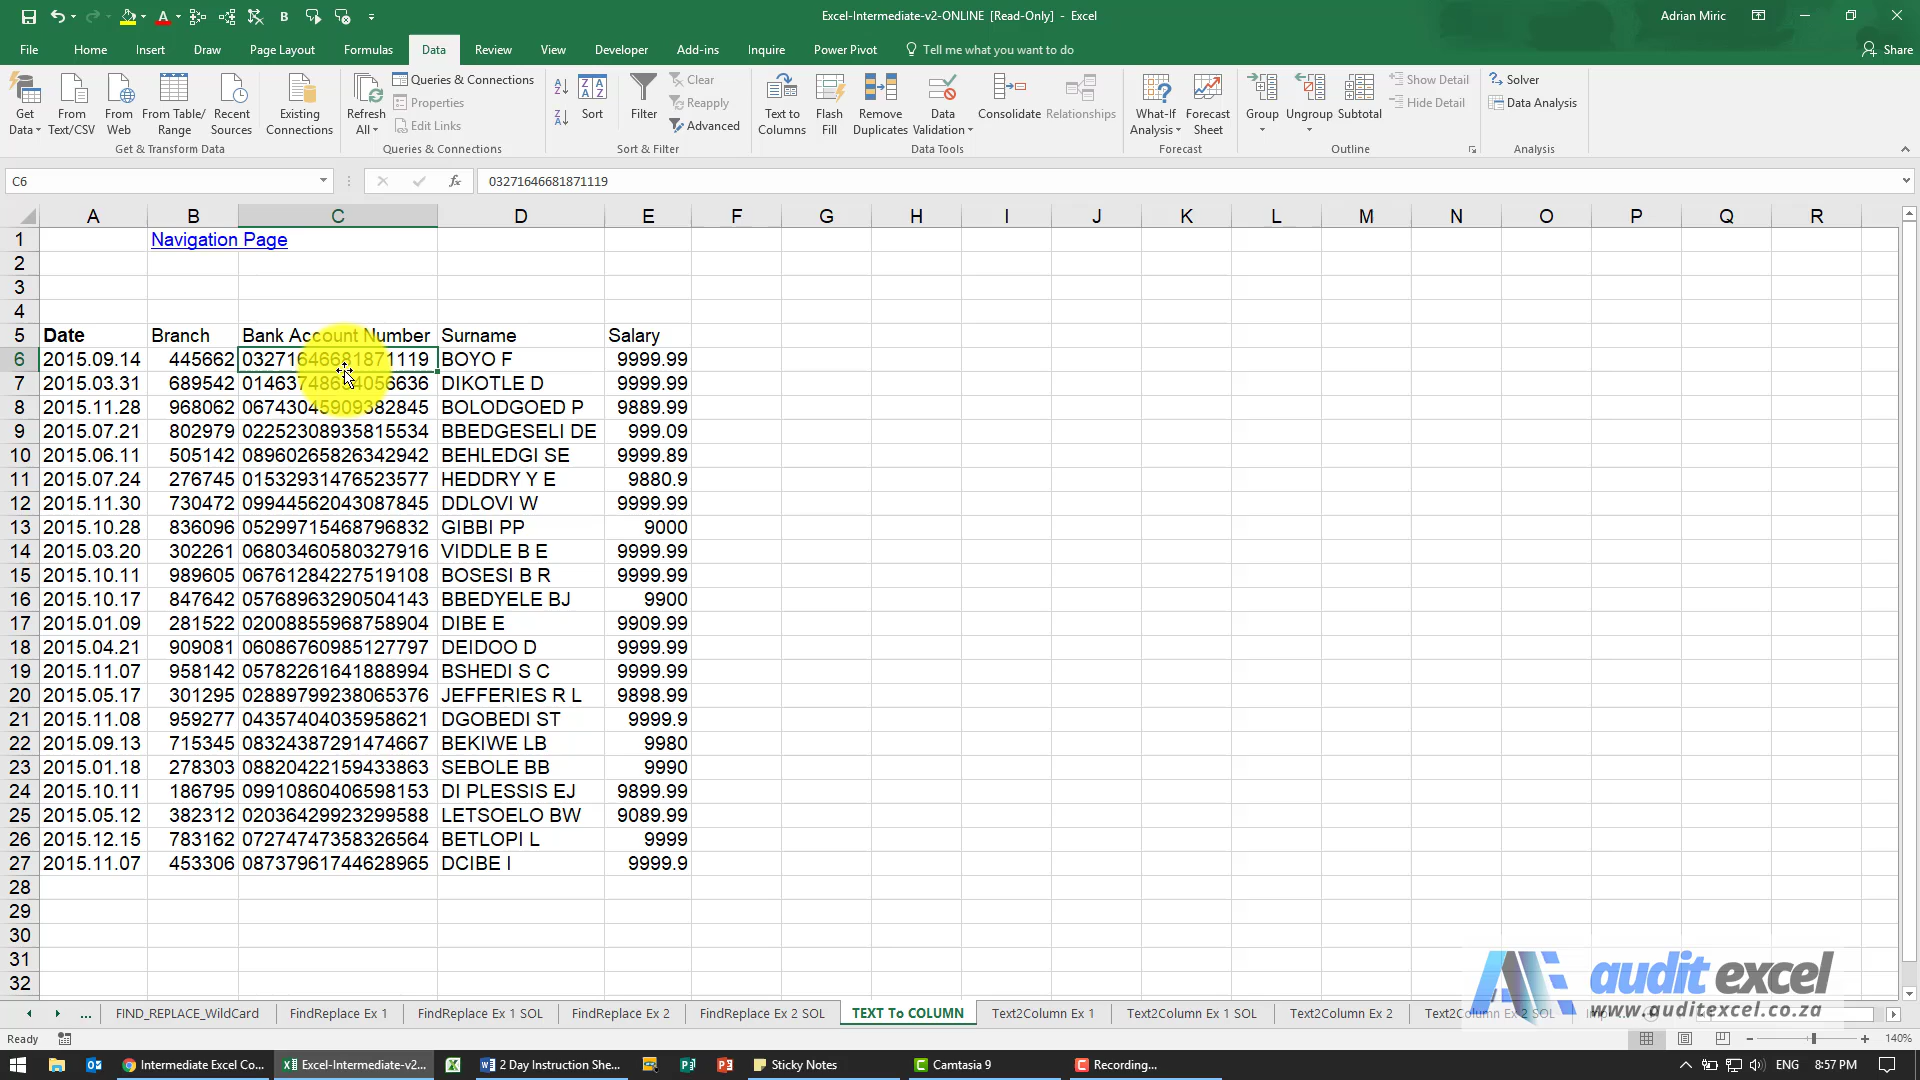 Excel-Intermediate-v2-ONLINE [Read-Only] - Excel
Adrian Miric
File Home Insert Draw Page Layout Formulas Data Review View Developer Add-ins Inquire Power Pivot Tell me what you want to do Share
Get Data
From Text/CSV
From Web
From Table/ Range
Recent Sources
Existing Connections
Get & Transform Data
Refresh All
Queries & Connections
Properties
Edit Links
Queries & Connections
Sort
Filter
Clear
Reapply
Advanced
Sort & Filter
Text to Columns
Flash Fill
Remove Duplicates
Data Validation
Consolidate
Relationships
Data Tools
What-If Analysis
Forecast Sheet
Forecast
Group
Ungroup
Subtotal
Show Detail
Hide Detail
Outline
Solver
Data Analysis
Analysis
C6 fx 03271646681871119
A B C D E F G H I J K L M N O P Q R
1 Navigation Page
2
3
4
5 Date Branch Bank Account Number Surname Salary
6 2015.09.14 445662 03271646681871119 BOYO F 9999.99
7 2015.03.31 689542 DIKOTLE D 9999.99
8 2015.11.28 968062 06743045909382845 BOLODGOED P 9889.99
9 2015.07.21 802979 02252308935815534 BBEDGESELI DE 999.09
10 2015.06.11 505142 08960265826342942 BEHLEDGI SE 9999.89
11 2015.07.24 276745 01532931476523577 HEDDRY Y E 9880.9
12 2015.11.30 730472 09944562043087845 DDLOVI W 9999.99
13 2015.10.28 836096 05299715468796832 GIBBI PP 9000
14 2015.03.20 302261 06803460580327916 VIDDLE B E 9999.99
15 2015.10.11 989605 06761284227519108 BOSESI B R 9999.99
16 2015.10.17 847642 05768963290504143 BBEDYELE BJ 9900
17 2015.01.09 281522 02008855968758904 DIBE E 9909.99
18 2015.04.21 909081 06086760985127797 DEIDOO D 9999.99
19 2015.11.07 958142 05782261641888994 BSHEDI S C 9999.99
20 2015.05.17 301295 02889799238065376 JEFFERIES R L 9898.99
21 2015.11.08 959277 04357404035958621 DGOBEDI ST 9999.9
22 2015.09.13 715345 08324387291474667 BEKIWE LB 9980
23 2015.01.18 278303 08820422159433863 SEBOLE BB 9990
24 2015.10.11 186795 09910860406598153 DI PLESSIS EJ 9899.99
25 2015.05.12 382312 02036429923299588 LETSOELO BW 9089.99
26 2015.12.15 783162 07274747358326564 BETLOPI L 9999
27 2015.11.07 453306 08737961744628965 DCIBE I 9999.9
28
29
30
31
32
audit excel
www.auditexcel.co.za
... FIND_REPLACE_WildCard FindReplace Ex 1 FindReplace Ex 1 SOL FindReplace Ex 2 FindReplace Ex 2 SOL TEXT To COLUMN Text2Column Ex 1 Text2Column Ex 1 SOL Text2Column Ex 2 Text2Column Ex 2 SOL
Ready 140%
Intermediate Excel Co... Excel-Intermediate-v2... 2 Day Instruction She... Sticky Notes Camtasia 9 Recording... ENG 8:57 PM